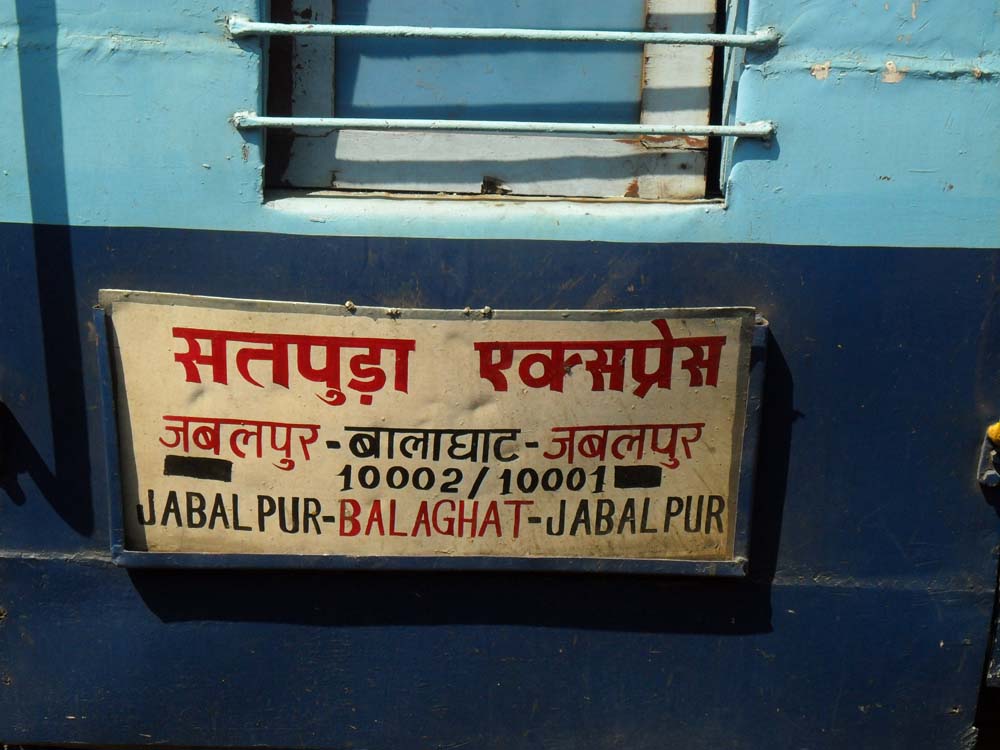 सतपुड़ा एक्सप्रेस
जबलपुर-बालाघाट-जबलपुर
10002/10001
JABALPUR-BALAGHAT-JABALPUR